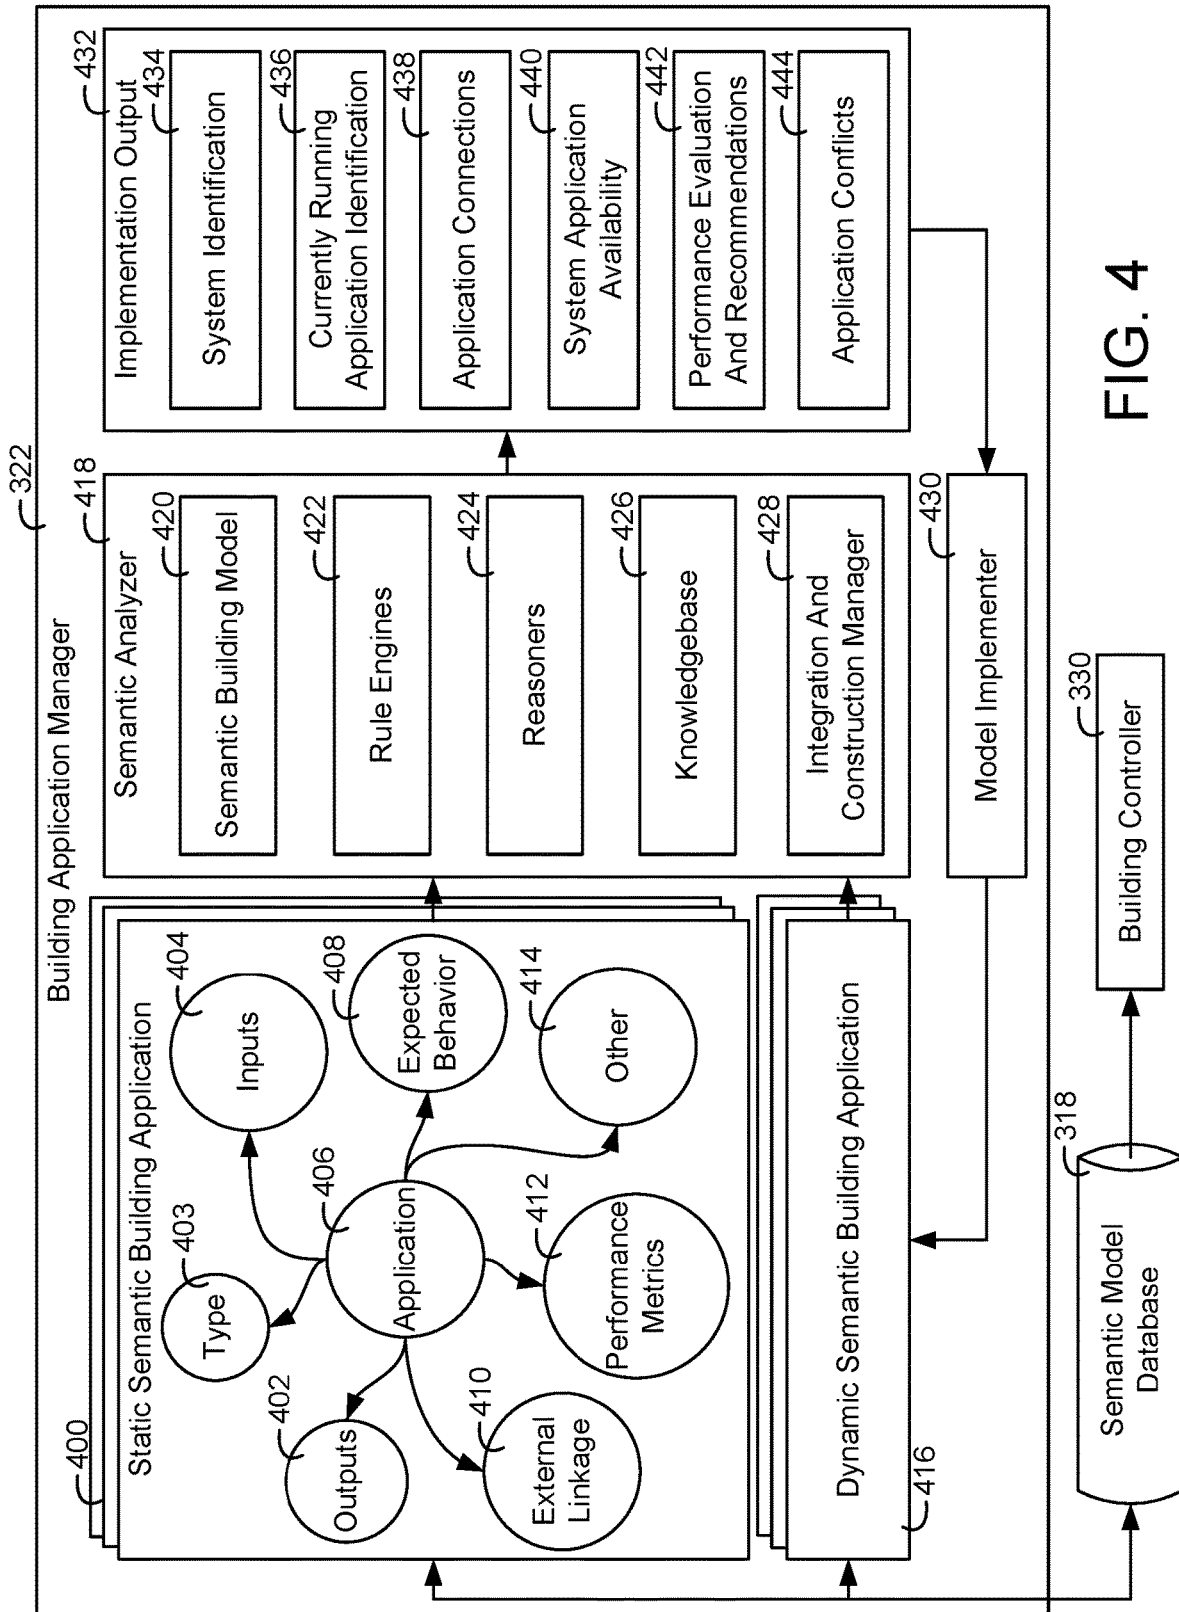 322
Building Application Manager
400
Static Semantic Building Application
402
Outputs
403
Type
404
Inputs
406
Application
408
Expected
Behavior
410
External
Linkage
412
Performance
Metrics
414
Other
Dynamic Semantic Building Application
416
418
Semantic Analyzer
420
Semantic Building Model
422
Rule Engines
424
Reasoners
426
Knowledgebase
428
Integration And
Construction Manager
430
Model Implementer
432
Implementation Output
434
System Identification
436
Currently Running
Application Identification
438
Application Connections
440
System Application
Availability
442
Performance Evaluation
And Recommendations
444
Application Conflicts
318
Semantic Model
Database
330
Building Controller
FIG. 4